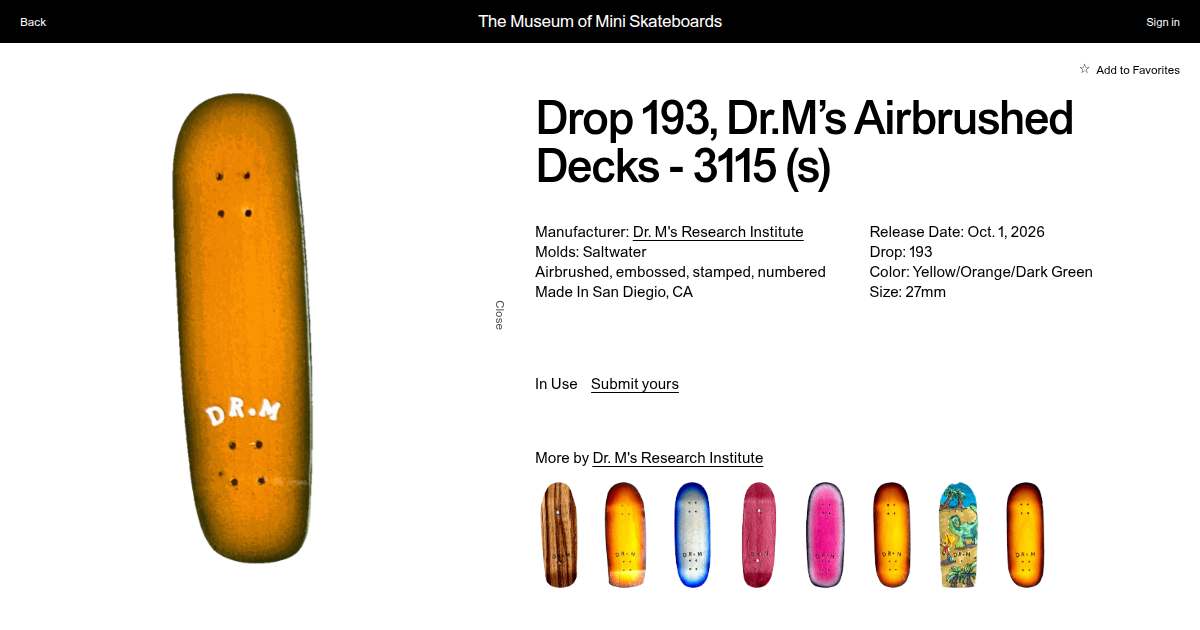 Back
The Museum of Mini Skateboards
Sign in
☆ Add to Favorites
Drop 193, Dr.M’s Airbrushed
Decks - 3115 (s)
Manufacturer: Dr. M's Research Institute
Molds: Saltwater
Airbrushed, embossed, stamped, numbered
Made In San Diegio, CA
Release Date: Oct. 1, 2026
Drop: 193
Color: Yellow/Orange/Dark Green
Size: 27mm
Close
DR.M
In Use Submit yours
More by Dr. M's Research Institute